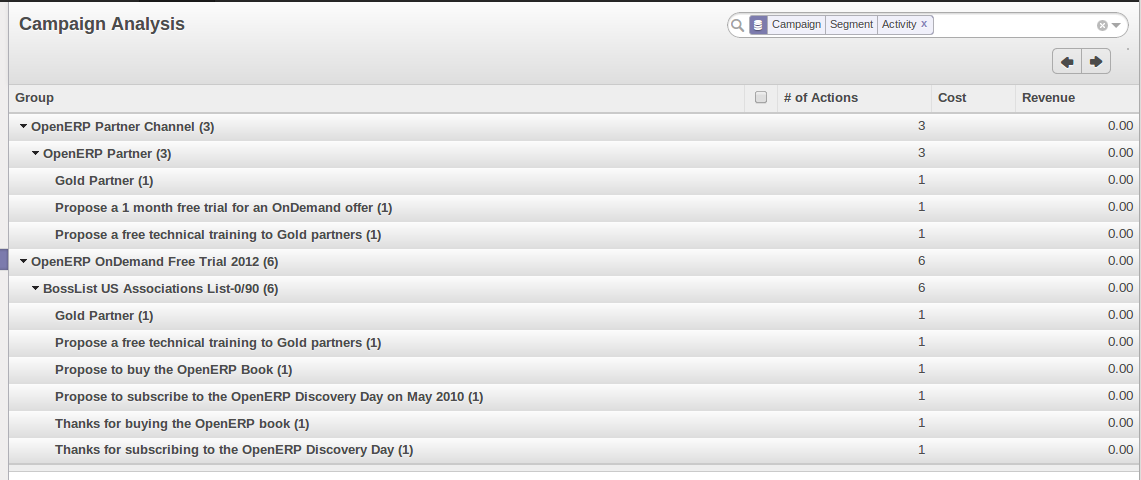 Campaign Analysis
Campaign Segment Activity x
Group # of Actions Cost Revenue
OpenERP Partner Channel (3) 3 0.00
OpenERP Partner (3) 3 0.00
Gold Partner (1) 1 0.00
Propose a 1 month free trial for an OnDemand offer (1) 1 0.00
Propose a free technical training to Gold partners (1) 1 0.00
OpenERP OnDemand Free Trial 2012 (6) 6 0.00
BossList US Associations List-0/90 (6) 6 0.00
Gold Partner (1) 1 0.00
Propose a free technical training to Gold partners (1) 1 0.00
Propose to buy the OpenERP Book (1) 1 0.00
Propose to subscribe to the OpenERP Discovery Day on May 2010 (1) 1 0.00
Thanks for buying the OpenERP book (1) 1 0.00
Thanks for subscribing to the OpenERP Discovery Day (1) 1 0.00